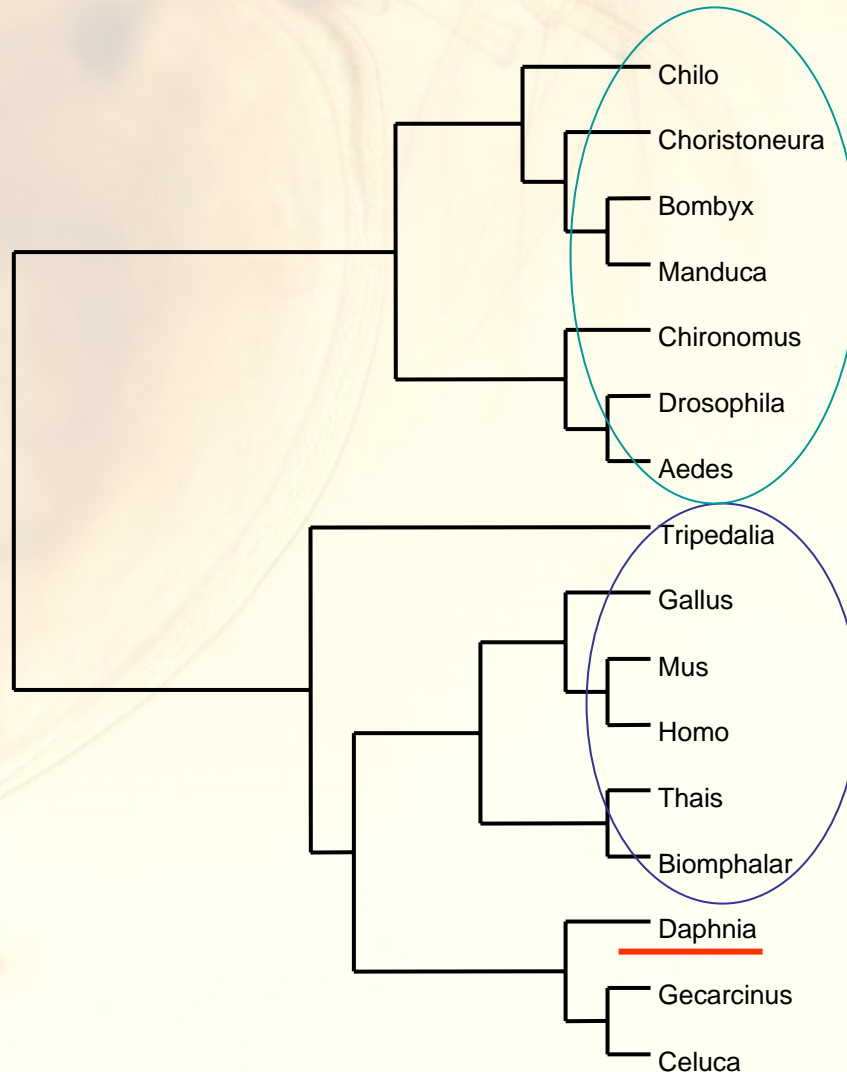 Chilo
Choristoneura
Bombyx
Manduca
Chironomus
Drosophila
Aedes
Tripedalia
Gallus
Mus
Homo
Thais
Biomphalar
Daphnia
Gecarcinus
Celuca